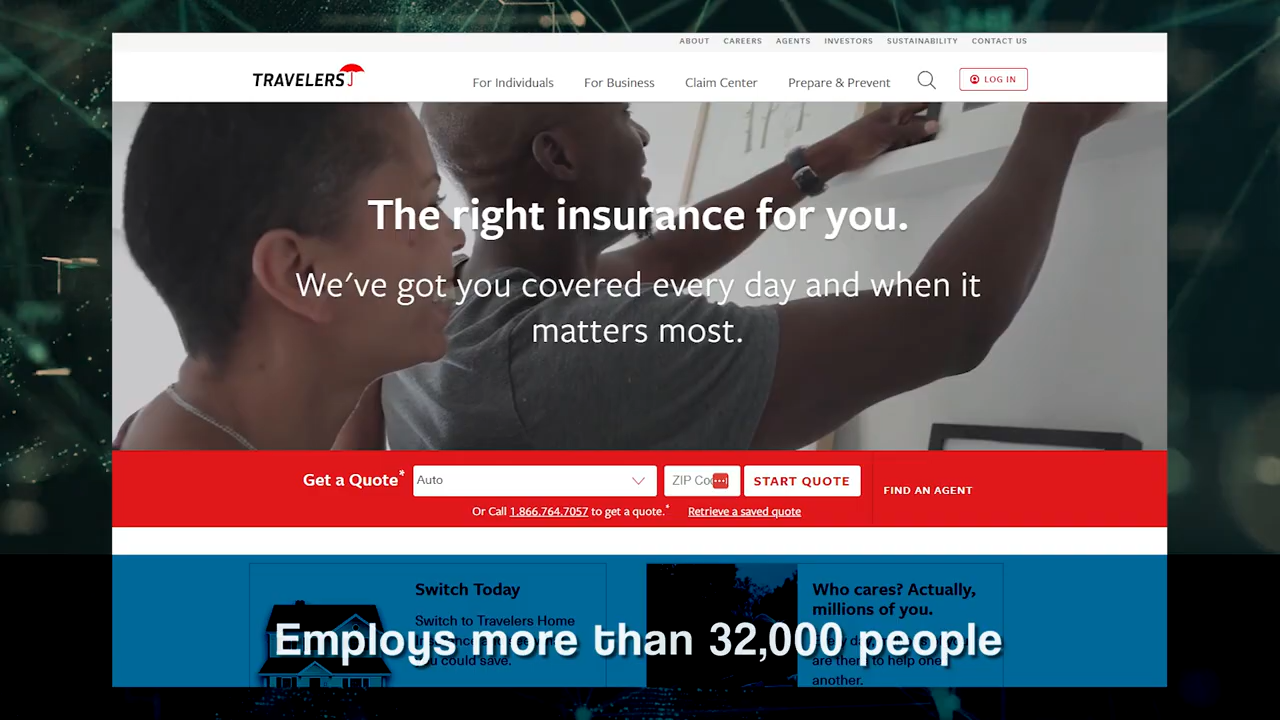 ABOUT CAREERS AGENTS INVESTORS SUSTAINABILITY CONTACT US
TRAVELERS
For Individuals For Business Claim Center Prepare & Prevent
LOG IN
The right insurance for you.
We've got you covered every day and when it
matters most.
Get a Quote*
Auto
ZIP
START QUOTE
FIND AN AGENT
Or Call 1.866.764.7057 to get a quote.*
Retrieve a saved quote
Switch Today
Switch to Travelers Home
you could save.
Who cares? Actually,
millions of you.
are there to help one
another.
Employs more than 32,000 people